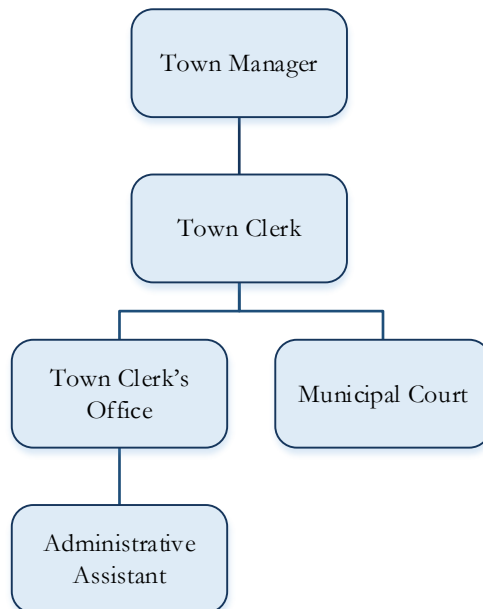 Town Manager
Town Clerk
Town Clerk’s
Office
Municipal Court
Administrative
Assistant